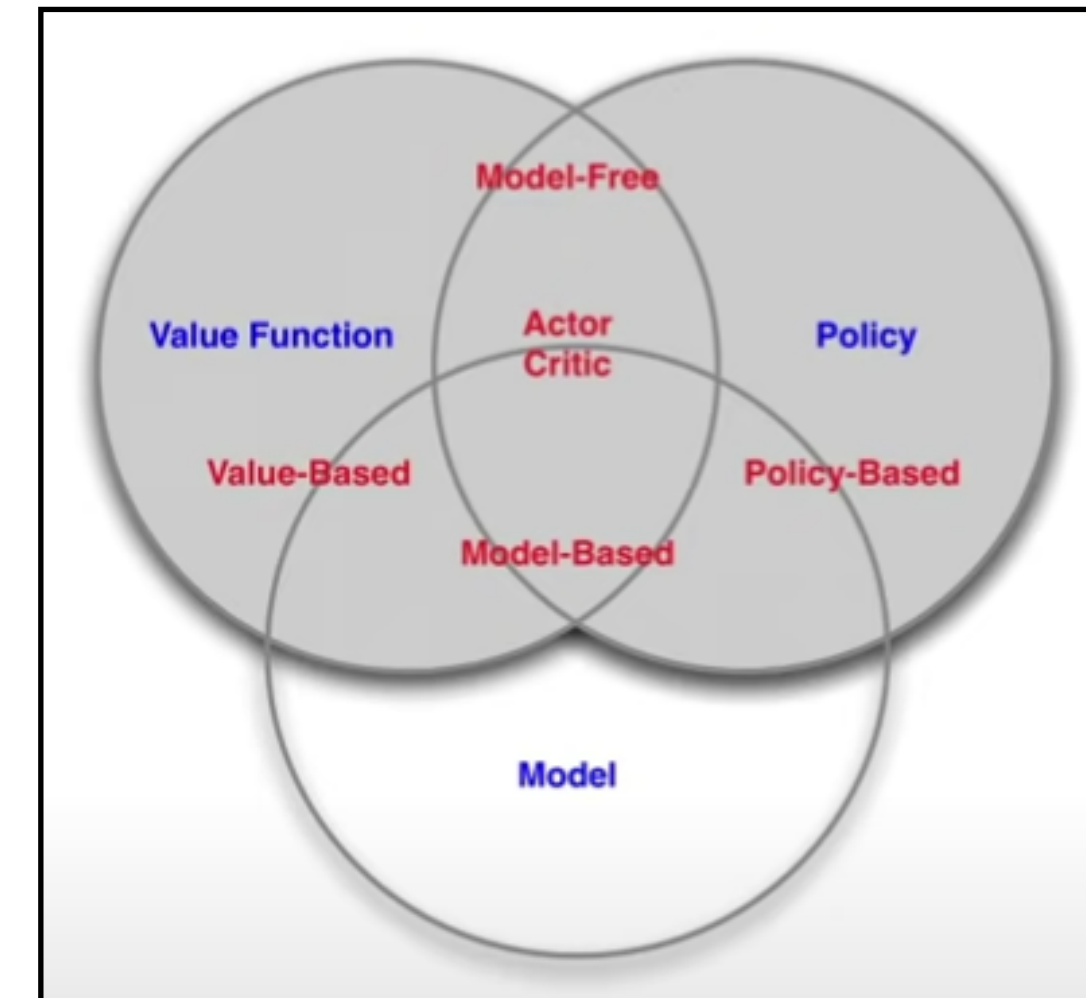 Model-Free
Value Function
Actor
Critic
Policy
Value-Based
Policy-Based
Model-Based
Model